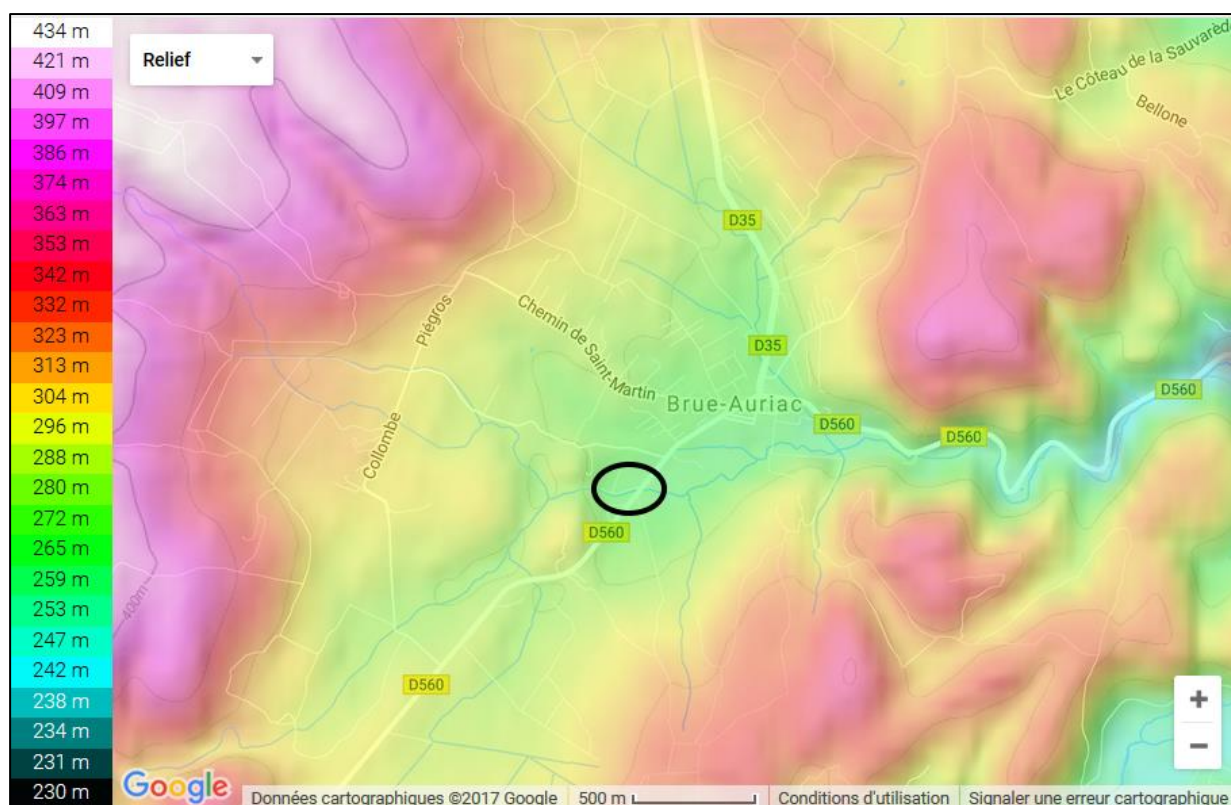 434 m
421 m
409 m
397 m
386 m
374 m
363 m
353 m
342 m
332 m
323 m
313 m
304 m
296 m
288 m
280 m
272 m
265 m
259 m
253 m
247 m
242 m
238 m
234 m
231 m
230 m
Relief
Le Côteau de la Sauvarède
Bellone
D35
Piégros
Chemin de Saint-Martin
D35
Brue-Auriac
D560
D560
D560
Collombe
D560
400m
D560
+
−
Google
Données cartographiques ©2017 Google
500 m
Conditions d'utilisation
Signaler une erreur cartographique